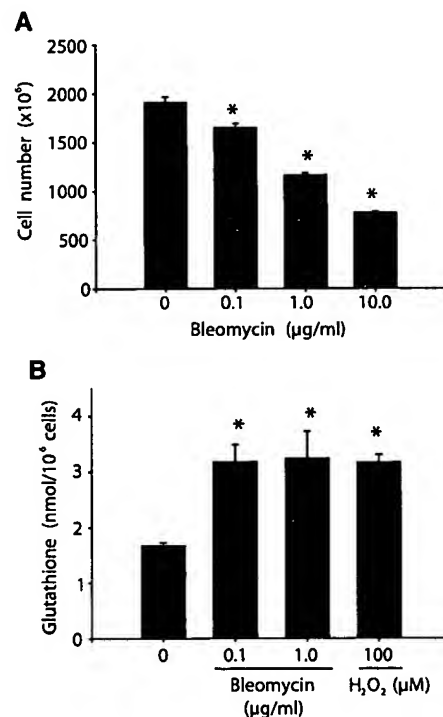 A
Cell number (x10⁶)
2500
2000
1500
1000
500
0
*
*
*
0 0.1 1.0 10.0
Bleomycin (µg/ml)
B
Glutathione (nmol/10⁶ cells)
4
3
2
1
0
*
*
*
0 0.1 1.0 100
Bleomycin H₂O₂ (µM)
(µg/ml)